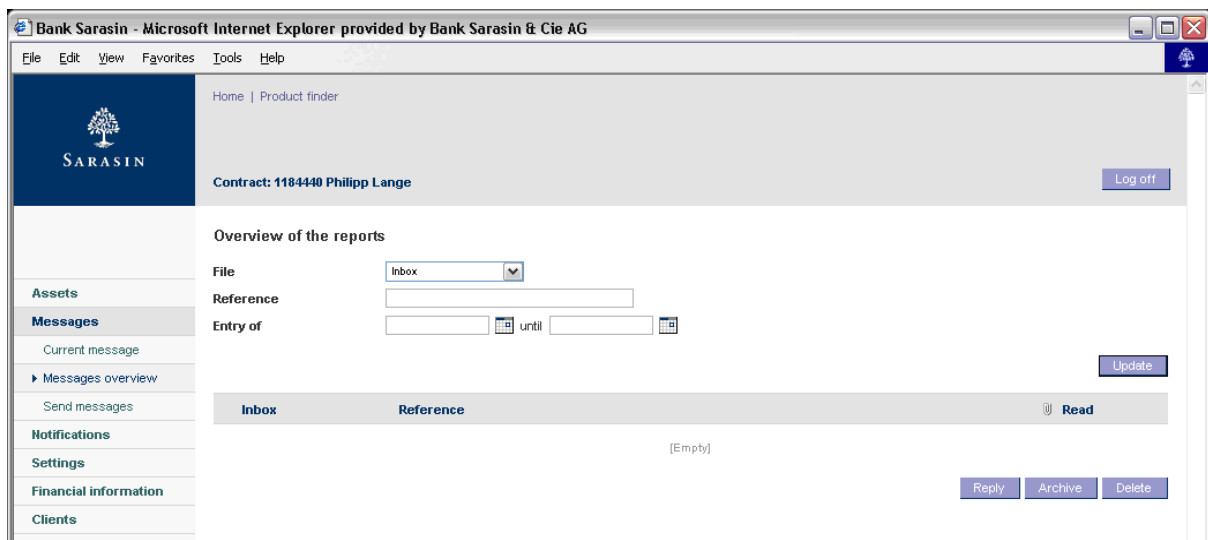 Bank Sarasin - Microsoft Internet Explorer provided by Bank Sarasin & Cie AG
File Edit View Favorites Tools Help
SARASIN
Home | Product finder
Contract: 1184440 Philipp Lange
Log off
Overview of the reports
File Inbox
Reference
Entry of until
Update
Inbox Reference Read
[Empty]
Reply Archive Delete
Assets
Messages
Current message
Messages overview
Send messages
Notifications
Settings
Financial information
Clients